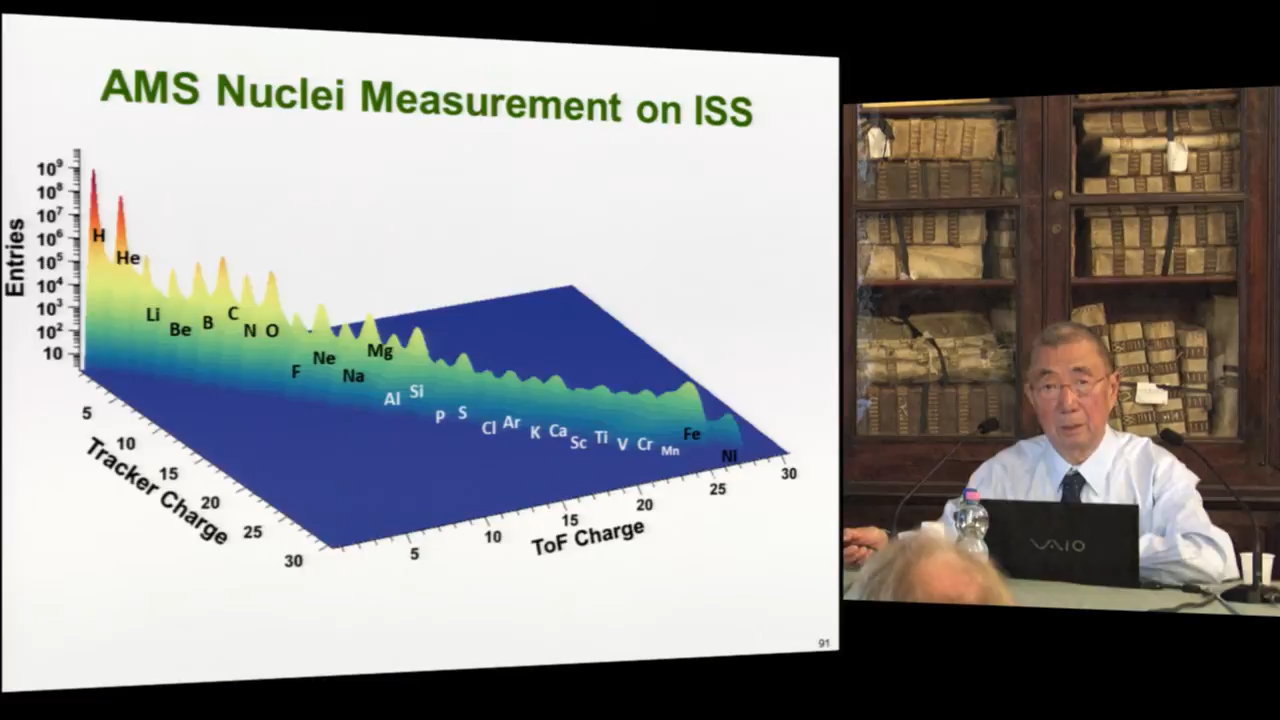 AMS Nuclei Measurement on ISS
Entries
10⁹
10⁸
10⁷
10⁶
10⁵
10⁴
10³
10²
10
H
He
Li
Be
B
C
N
O
F
Ne
Na
Mg
Al
Si
P
S
Cl
Ar
K
Ca
Sc
Ti
V
Cr
Mn
Fe
Ni
5
10
15
20
25
30
Tracker Charge
5
10
15
20
25
30
ToF Charge
91
VAIO